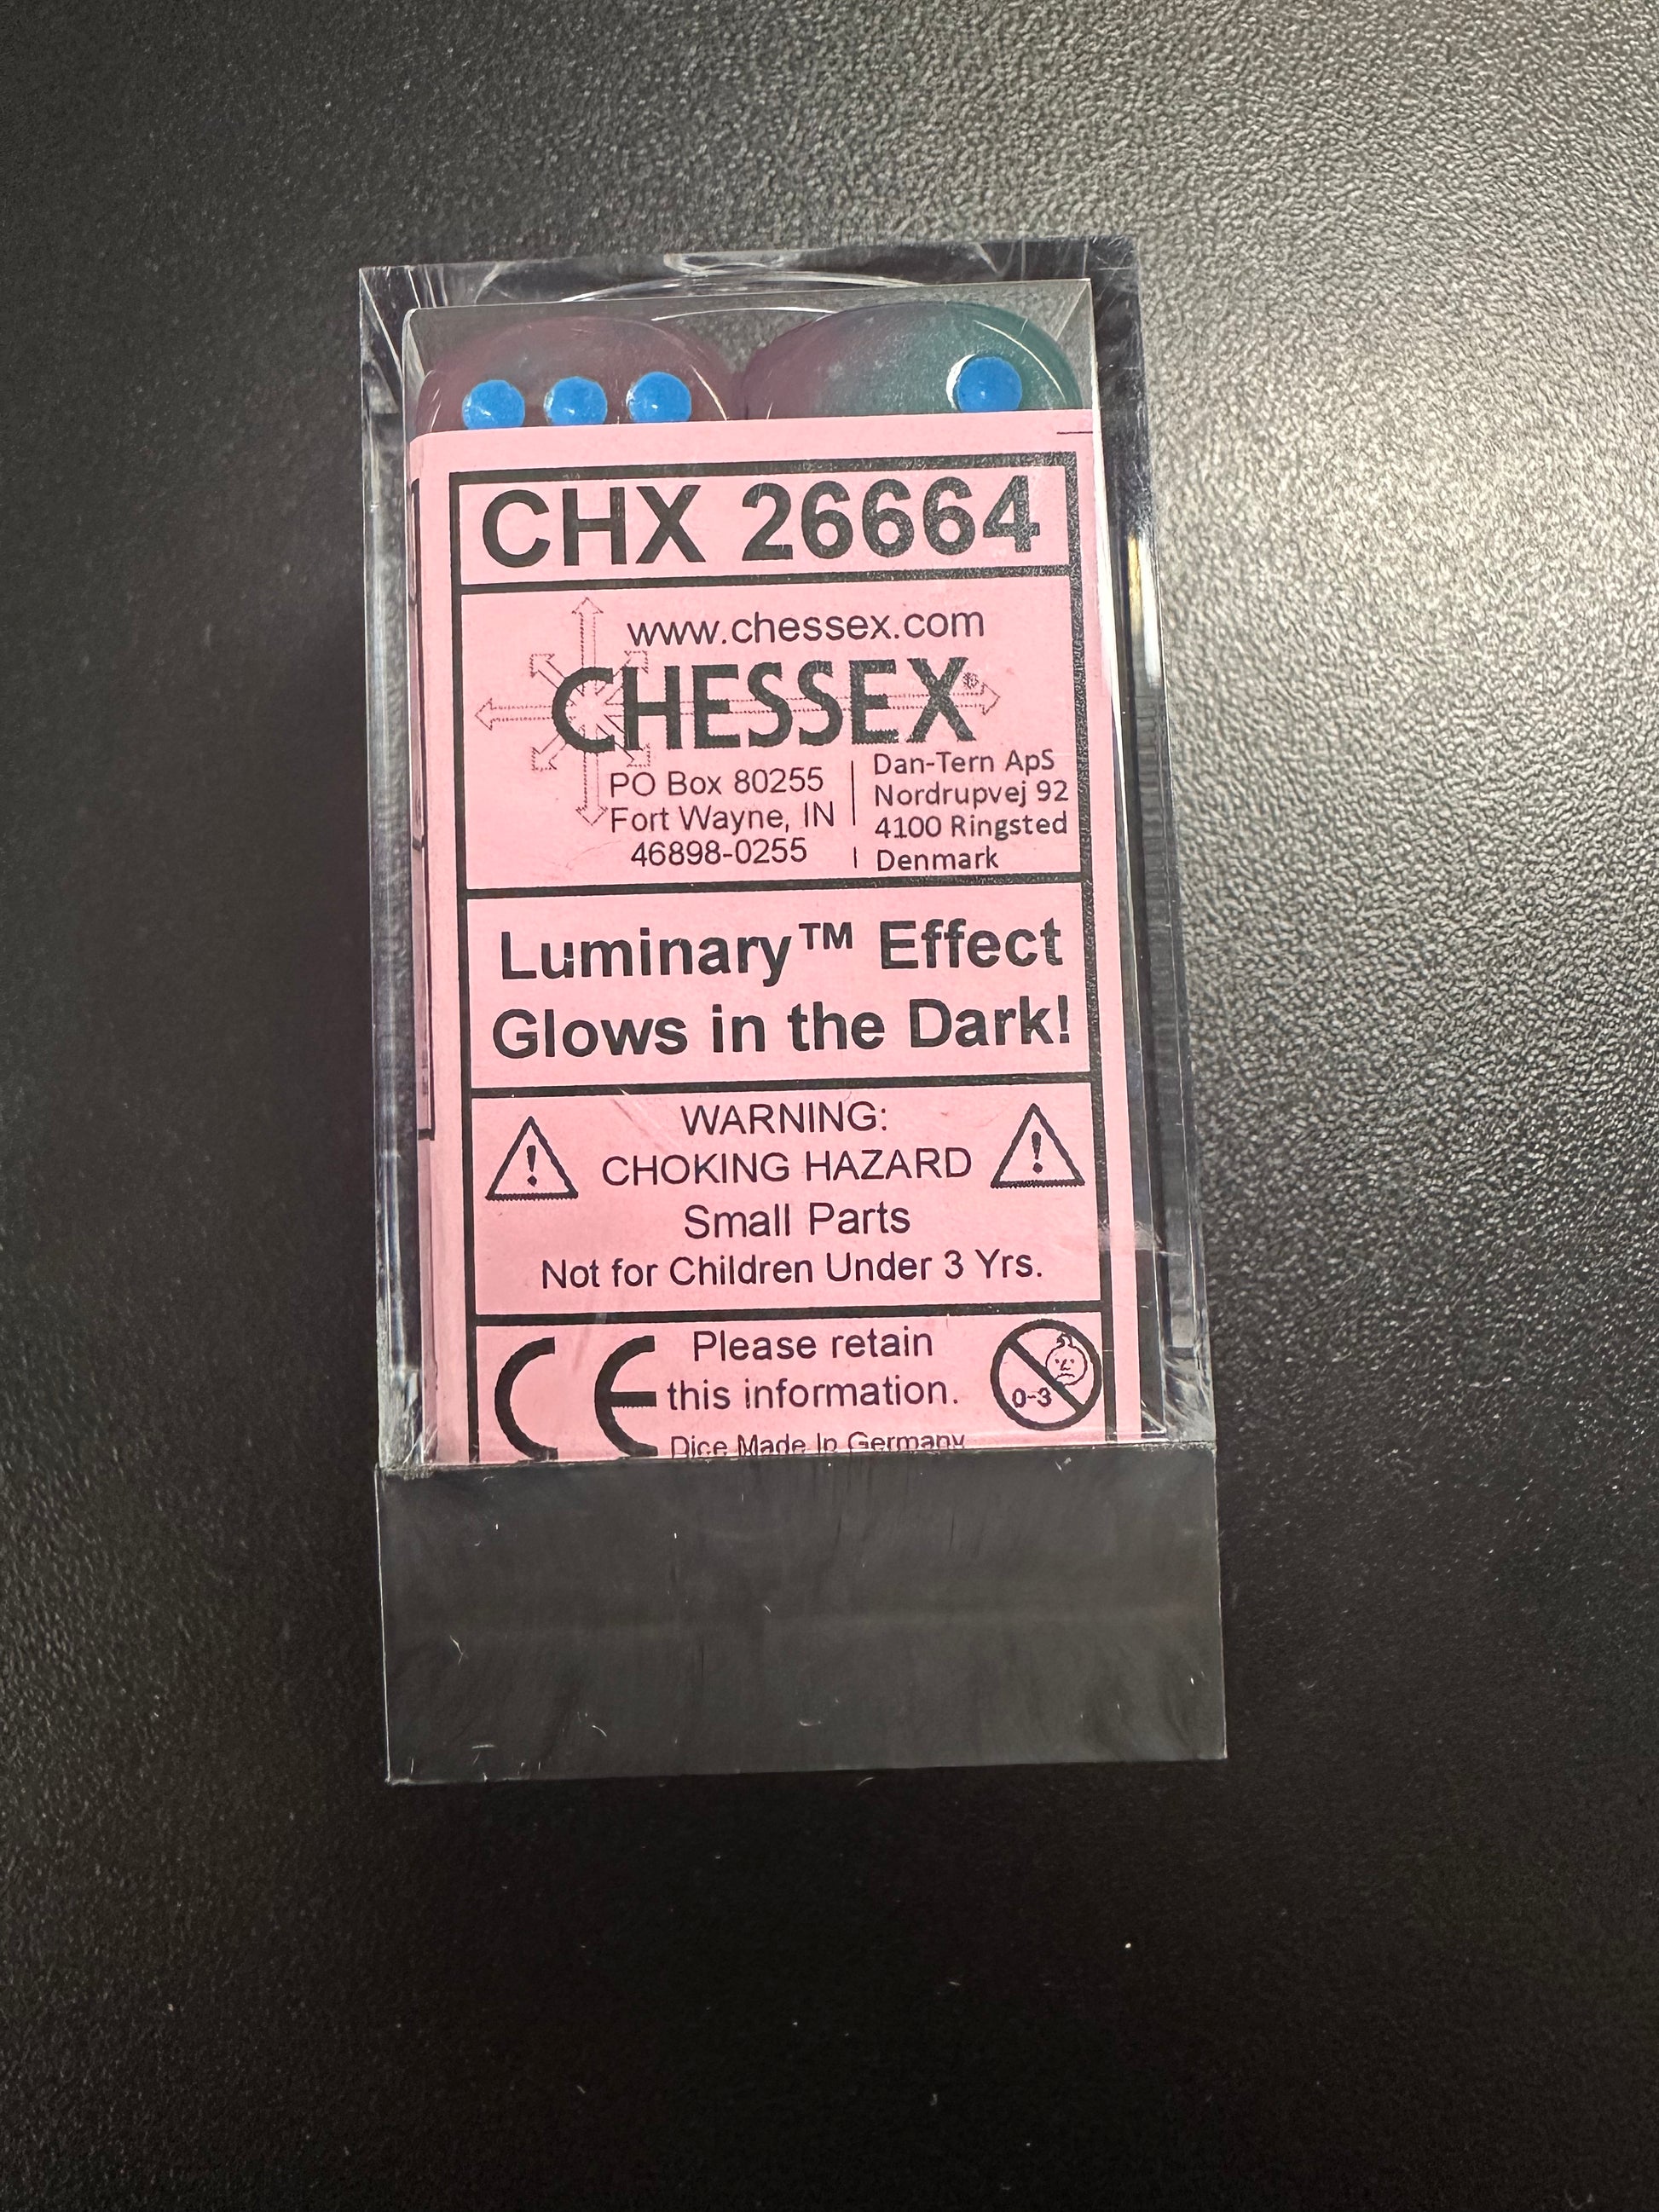 CHX 26664
www.chessex.com
CHESSEX®
PO Box 80255
Fort Wayne, IN
46898-0255
Dan-Tern ApS
Nordrupvej 92
4100 Ringsted
Denmark
Luminary™ Effect
Glows in the Dark!
WARNING:
CHOKING HAZARD
Small Parts
Not for Children Under 3 Yrs.
CE
Please retain
this information.
0-3
Dice Made In Germany